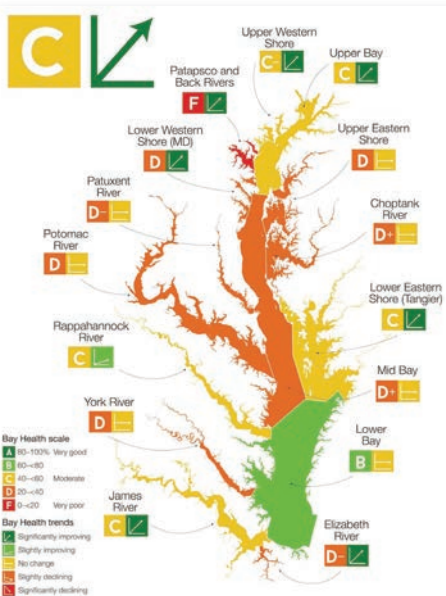 C
Upper Western
Shore
C-
Upper Bay
C
Patapsco and
Back Rivers
F
Lower Western
Shore (MD)
D
Upper Eastern
Shore
D
Patuxent
River
D-
Choptank
River
D+
Potomac
River
D
Lower Eastern
Shore (Tangier)
C
Rappahannock
River
C
Mid Bay
D+
York River
D
Lower
Bay
B
James
River
C
Elizabeth
River
D-
Bay Health scale
A 80–100% Very good
B 60–<80
C 40–<60 Moderate
D 20–<40
F 0–<20 Very poor
Bay Health trends
Significantly improving
Slightly improving
No change
Slightly declining
Significantly declining